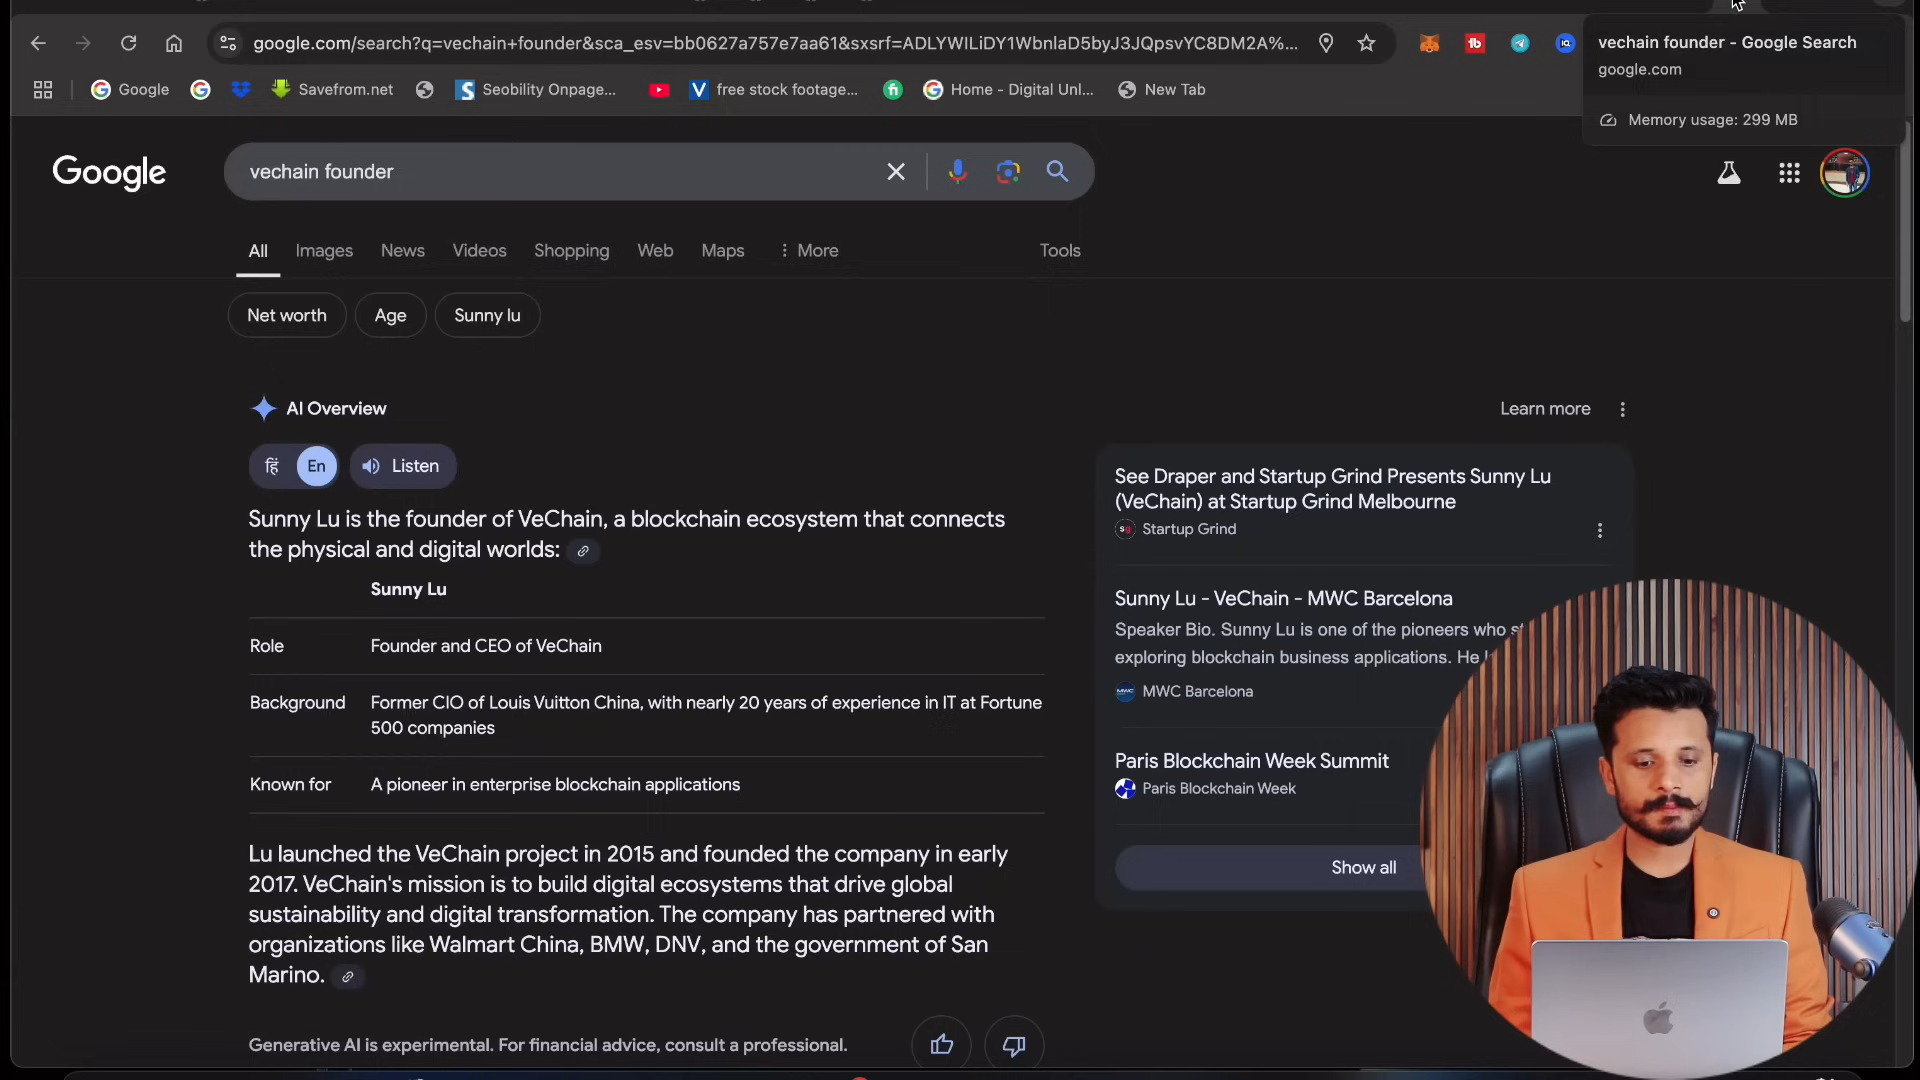 google.com/search?q=vechain+founder&sca_esv=bb0627a757e7aa61&sxsrf=ADLYWILiDY1WbnlaD5byJ3JQpsvYC8DM2A%...
vechain founder - Google Search
google.com
Memory usage: 299 MB
Google
Savefrom.net
Seobility Onpage...
free stock footage...
Home - Digital Unl...
New Tab
Google
vechain founder
All
Images
News
Videos
Shopping
Web
Maps
More
Tools
Net worth
Age
Sunny lu
AI Overview
Learn more
हिं
En
Listen
Sunny Lu is the founder of VeChain, a blockchain ecosystem that connects
the physical and digital worlds:
Sunny Lu
Role
Founder and CEO of VeChain
Background
Former CIO of Louis Vuitton China, with nearly 20 years of experience in IT at Fortune
500 companies
Known for
A pioneer in enterprise blockchain applications
Lu launched the VeChain project in 2015 and founded the company in early
2017. VeChain's mission is to build digital ecosystems that drive global
sustainability and digital transformation. The company has partnered with
organizations like Walmart China, BMW, DNV, and the government of San
Marino.
Generative AI is experimental. For financial advice, consult a professional.
See Draper and Startup Grind Presents Sunny Lu
(VeChain) at Startup Grind Melbourne
Startup Grind
Sunny Lu - VeChain - MWC Barcelona
Speaker Bio. Sunny Lu is one of the pioneers who
exploring blockchain business applications. He
MWC Barcelona
Paris Blockchain Week Summit
Paris Blockchain Week
Show all